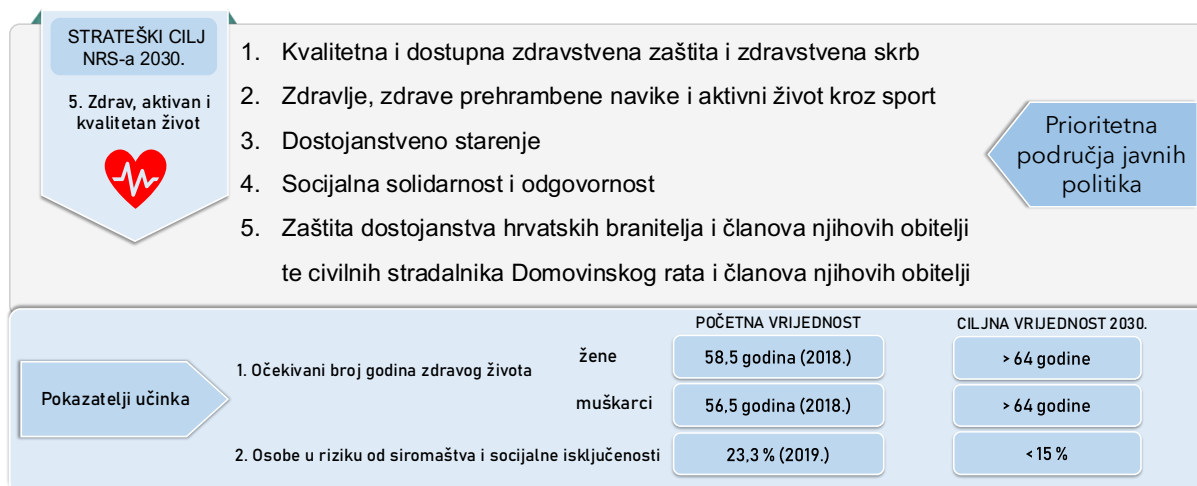 STRATEŠKI CILJ
NRS-a 2030.
5. Zdrav, aktivan i
kvalitetan život
1. Kvalitetna i dostupna zdravstvena zaštita i zdravstvena skrb
2. Zdravlje, zdrave prehrambene navike i aktivni život kroz sport
3. Dostojanstveno starenje
4. Socijalna solidarnost i odgovornost
5. Zaštita dostojanstva hrvatskih branitelja i članova njihovih obitelji
te civilnih stradalnika Domovinskog rata i članova njihovih obitelji
Prioritetna
područja javnih
politika
Pokazatelji učinka
POČETNA VRIJEDNOST
CILJNA VRIJEDNOST 2030.
1. Očekivani broj godina zdravog života
žene
58,5 godina (2018.)
> 64 godine
muškarci
56,5 godina (2018.)
> 64 godine
2. Osobe u riziku od siromaštva i socijalne isključenosti
23,3 % (2019.)
< 15 %